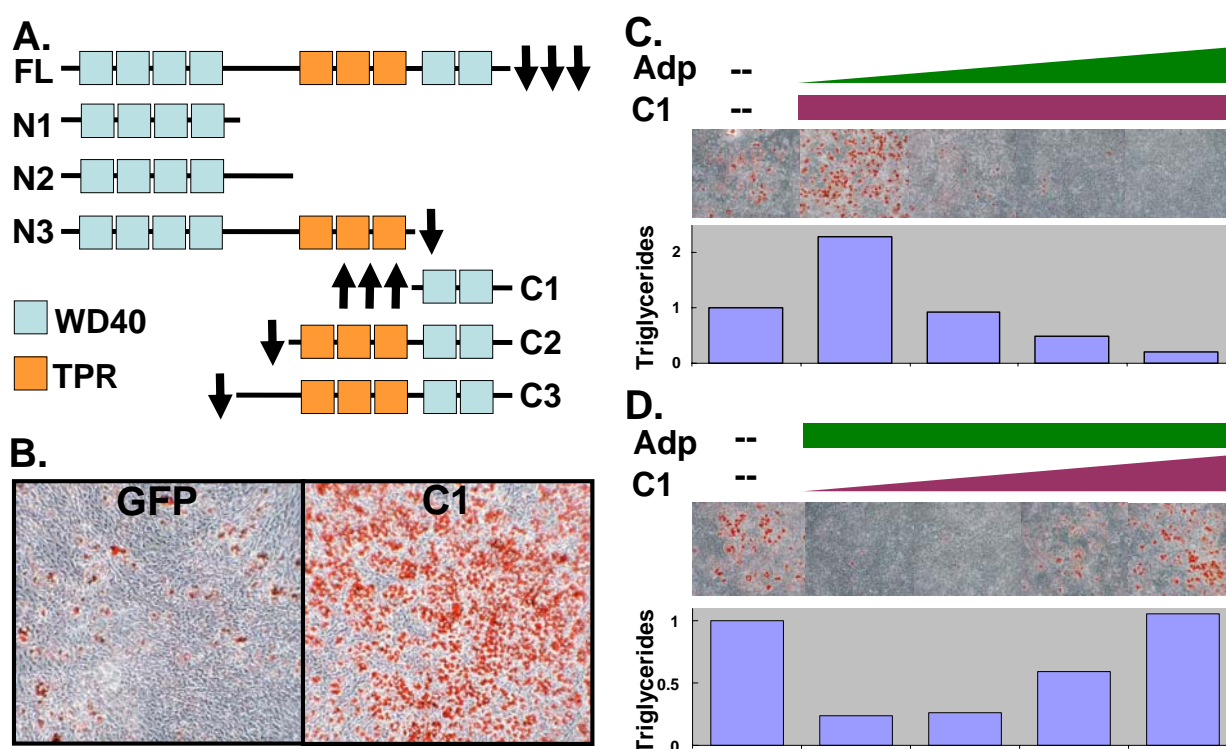 A.
FL
N1
N2
N3
C1
C2
C3
WD40
TPR
B.
GFP
C1
C.
Adp --
C1 --
Triglycerides
2
1
0
D.
Adp --
C1 --
Triglycerides
1
0.5
0